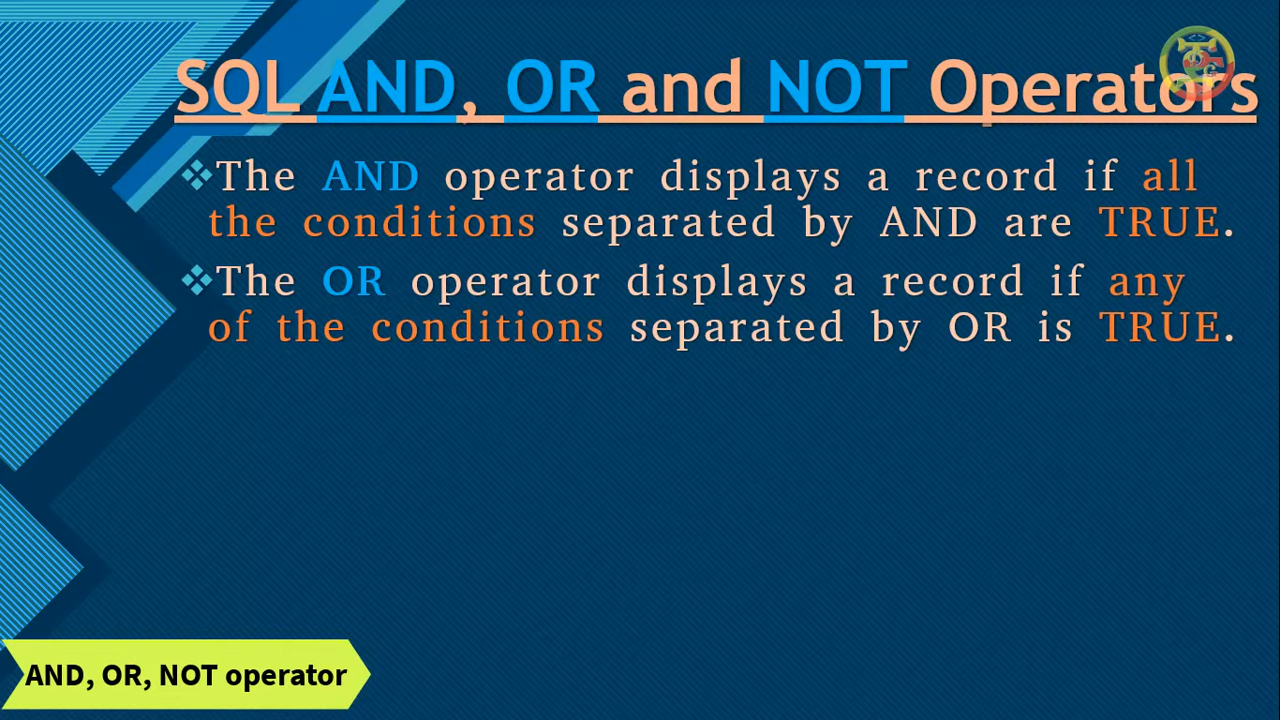 SQL AND, OR and NOT Operators
❖The AND operator displays a record if all
the conditions separated by AND are TRUE.
❖The OR operator displays a record if any
of the conditions separated by OR is TRUE.
AND, OR, NOT operator